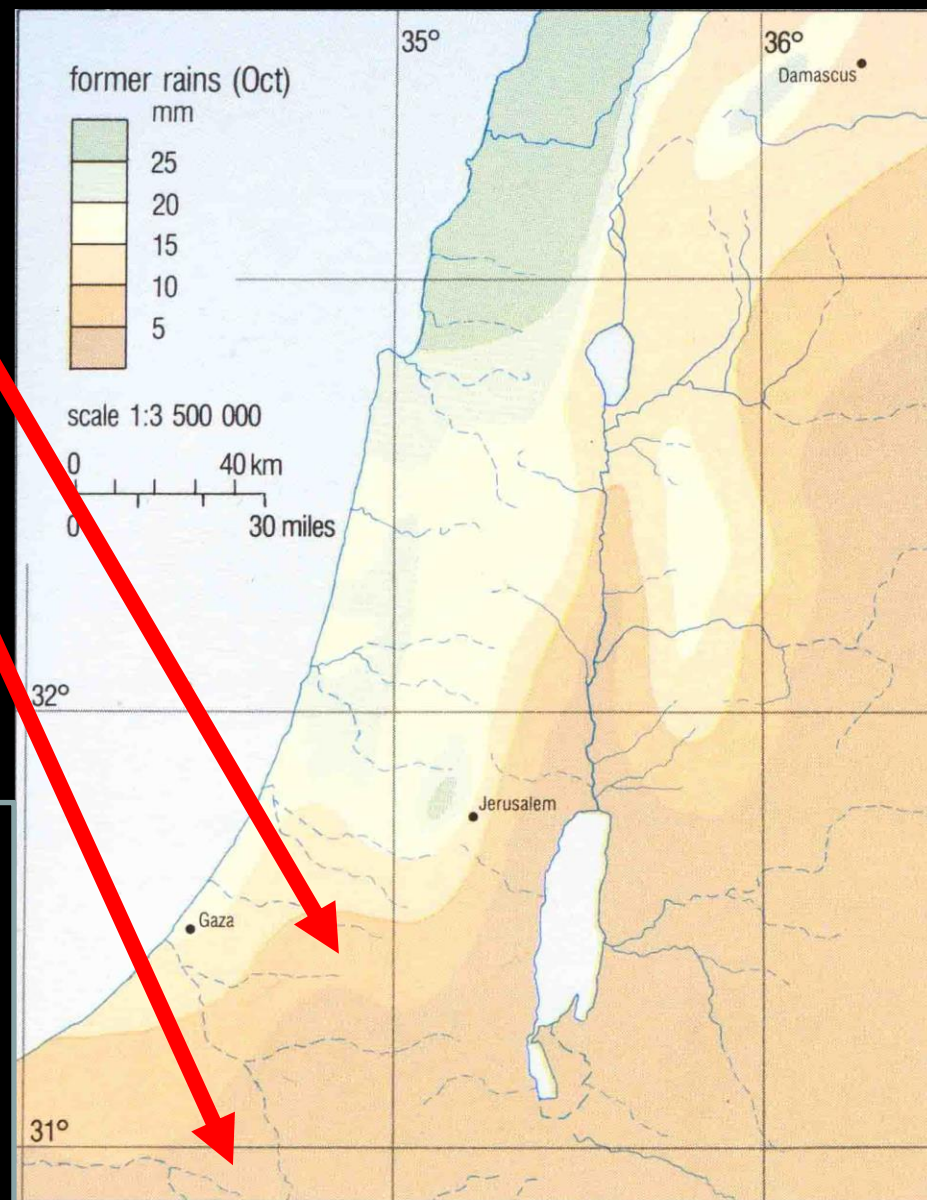 35°
36°
Damascus
former rains (Oct)
mm
25
20
15
10
5
scale 1:3 500 000
0 40 km
0 30 miles
32°
Jerusalem
Gaza
31°